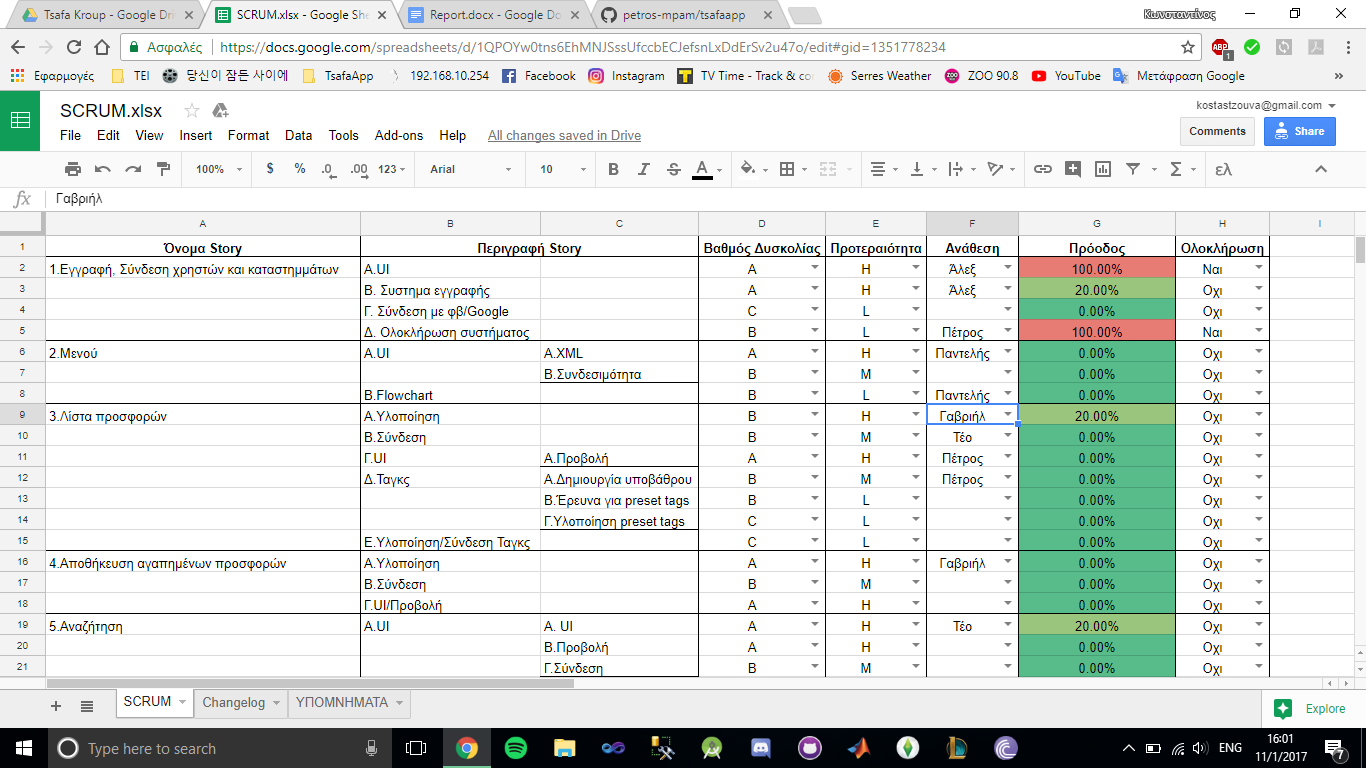 Tsafa Kroup - Google Dri
SCRUM.xlsx - Google She
Report.docx - Google Do
petros-mpam/tsafaapp
Κωνσταντίνος
Ασφαλές https://docs.google.com/spreadsheets/d/1QPOYw0tm6EhMNJSssUfccbECJefsnLxDdErSv2u47o/edit#gid=1351778234
ABP 1
Εφαρμογές TEI 당신이 잠든 사이에 TsafaApp 192.168.10.254 Facebook Instagram TV Time - Track & co Serres Weather ZOO 90.8 YouTube Μετάφραση Google »
SCRUM.xlsx
kostastzouva@gmail.com
File Edit View Insert Format Data Tools Add-ons Help All changes saved in Drive
Comments Share
100% $ % .0 .00 123 Arial 10 B I S A Σ ελ
fx Γαβριήλ
A B C D E F G H I
1 Όνομα Story Περιγραφή Story Βαθμός Δυσκολίας Προτεραιότητα Ανάθεση Πρόοδος Ολοκλήρωση
2 1.Εγγραφή, Σύνδεση χρηστών και καταστημμάτων Α.UI A H Άλεξ 100.00% Ναι
3 Β. Συστημα εγγραφής A H Άλεξ 20.00% Οχι
4 Γ. Σύνδεση με φβ/Google C L 0.00% Οχι
5 Δ. Ολοκλήρωση συστήματος B L Πέτρος 100.00% Ναι
6 2.Μενού Α.UI Α.XML A H Παντελής 0.00% Οχι
7 Β.Συνδεσιμότητα B M 0.00% Οχι
8 Β.Flowchart B L Παντελής 0.00% Οχι
9 3.Λίστα προσφορών Α.Υλοποίηση B H Γαβριήλ 20.00% Οχι
10 Β.Σύνδεση B M Τέο 0.00% Οχι
11 Γ.UI Α.Προβολή A H Πέτρος 0.00% Οχι
12 Δ.Ταγκς Α.Δημιουργία υποβάθρου B M Πέτρος 0.00% Οχι
13 Β.Έρευνα για preset tags B L 0.00% Οχι
14 Γ.Υλοποίηση preset tags C L 0.00% Οχι
15 Ε.Υλοποίηση/Σύνδεση Ταγκς C L 0.00% Οχι
16 4.Αποθήκευση αγαπημένων προσφορών Α.Υλοποίηση A H Γαβριήλ 0.00% Οχι
17 Β.Σύνδεση B M 0.00% Οχι
18 Γ.UI/Προβολή A H 0.00% Οχι
19 5.Αναζήτηση Α.UI Α. UI A H Τέο 20.00% Οχι
20 Β.Προβολή A H 0.00% Οχι
21 Γ.Σύνδεση B M 0.00% Οχι
SCRUM Changelog ΥΠΟΜΝΗΜΑΤΑ Explore
Type here to search
ENG 16:01
11/1/2017
7